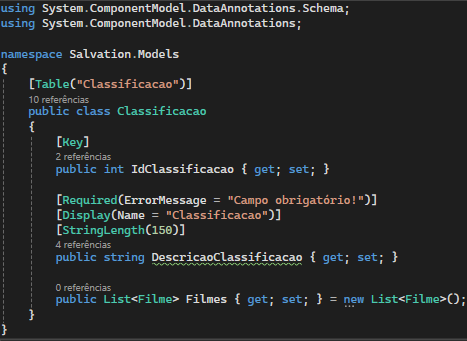 using System.ComponentModel.DataAnnotations.Schema;
using System.ComponentModel.DataAnnotations;
namespace Salvation.Models
{
[Table("Classificacao")]
10 referências
public class Classificacao
{
[Key]
2 referências
public int IdClassificacao { get; set; }
[Required(ErrorMessage = "Campo obrigatório!")]
[Display(Name = "Classificacao")]
[StringLength(150)]
4 referências
public string DescricaoClassificacao { get; set; }
0 referências
public List<Filme> Filmes { get; set; } = new List<Filme>();
}
}